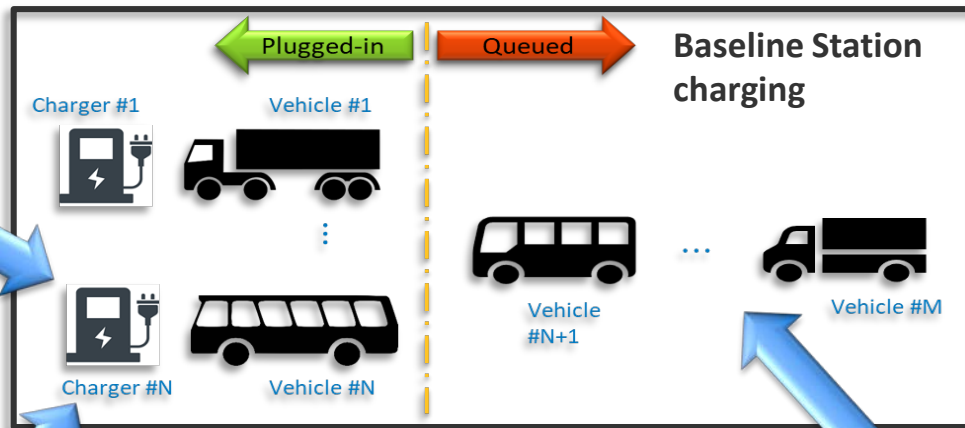 Plugged-in
Queued
Baseline Station
charging
Charger #1
Vehicle #1
Vehicle
#N+1
Vehicle #M
Charger #N
Vehicle #N